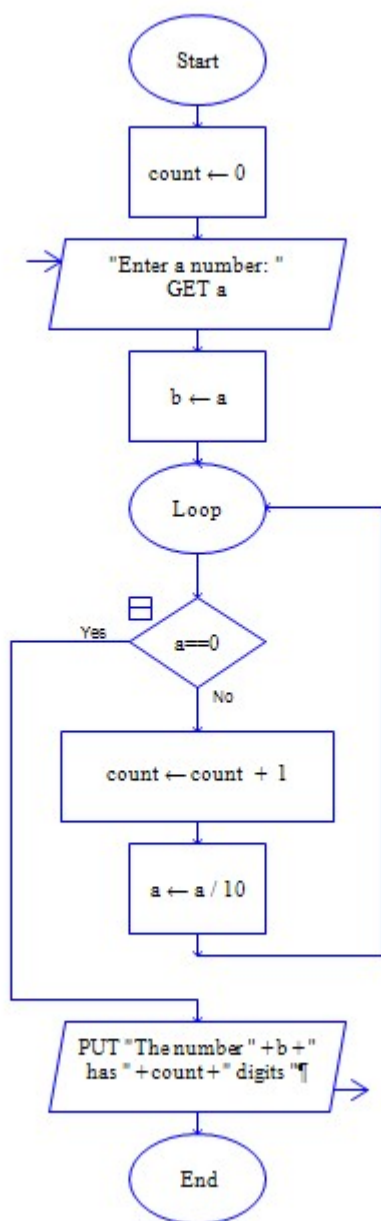 Start
count ← 0
"Enter a number: "
GET a
b ← a
Loop
Yes
a==0
No
count ← count + 1
a ← a / 10
PUT "The number " + b + "
has " + count + " digits "¶
End